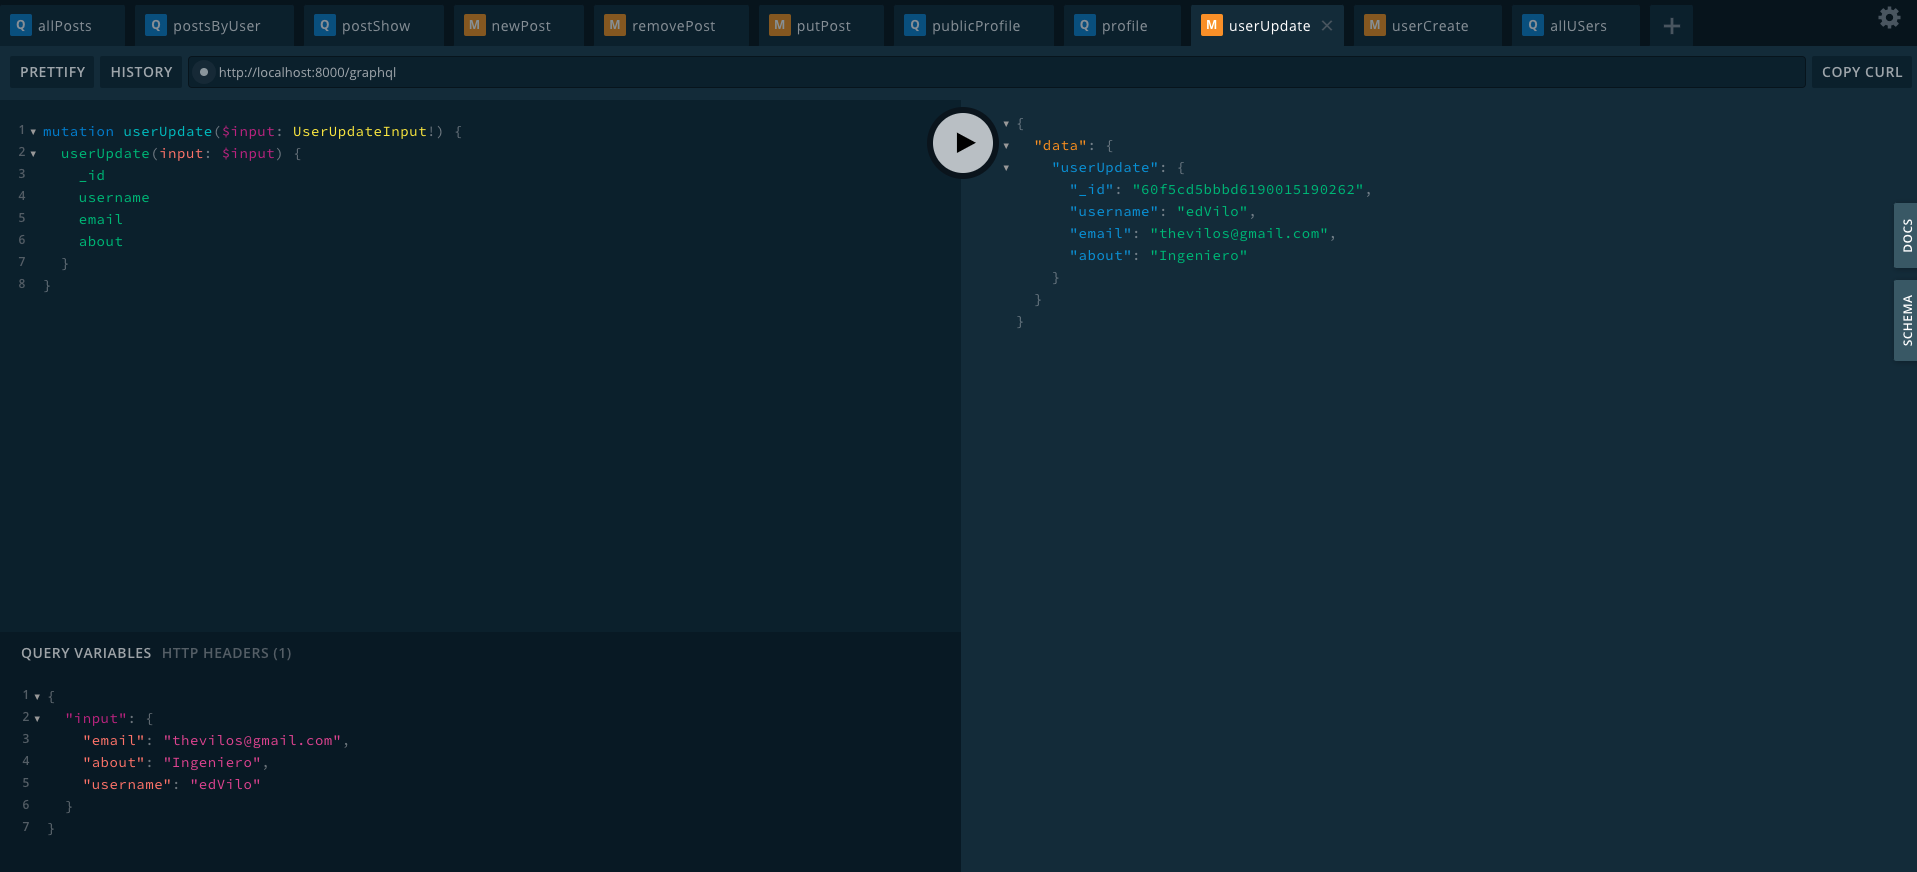 Q allPosts Q postsByUser Q postShow M newPost M removePost M putPost Q publicProfile Q profile M userUpdate M userCreate Q allUSers
PRETTIFY HISTORY http://localhost:8000/graphql COPY CURL
1 mutation userUpdate($input: UserUpdateInput!) {
2 userUpdate(input: $input) {
3 _id
4 username
5 email
6 about
7 }
8 }
{
"data": {
"userUpdate": {
"_id": "60f5cd5bbbd6190015190262",
"username": "edVilo",
"email": "thevilos@gmail.com",
"about": "Ingeniero"
}
}
}
DOCS
SCHEMA
QUERY VARIABLES HTTP HEADERS (1)
1 {
2 "input": {
3 "email": "thevilos@gmail.com",
4 "about": "Ingeniero",
5 "username": "edVilo"
6 }
7 }